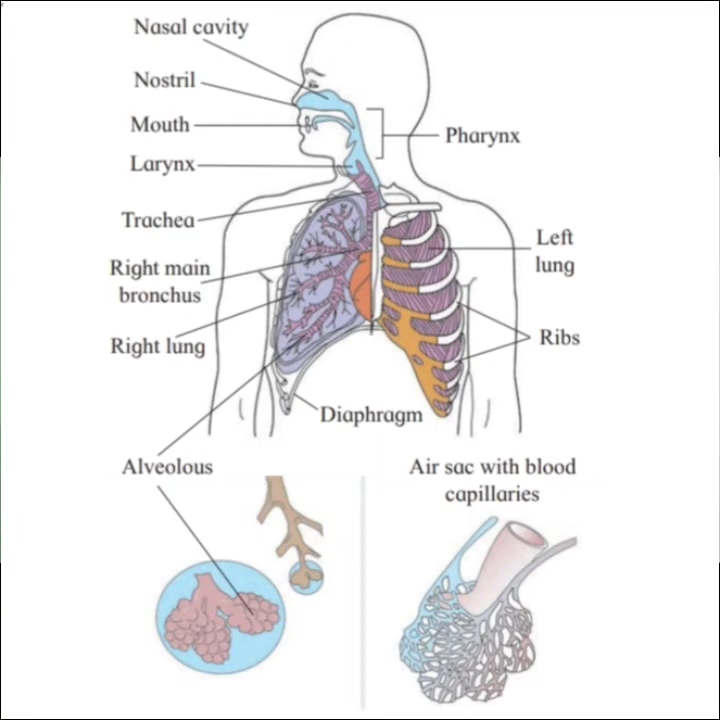 Nasal cavity
Nostril
Mouth
Pharynx
Larynx
Trachea
Left
lung
Right main
bronchus
Ribs
Right lung
Diaphragm
Alveolous
Air sac with blood
capillaries